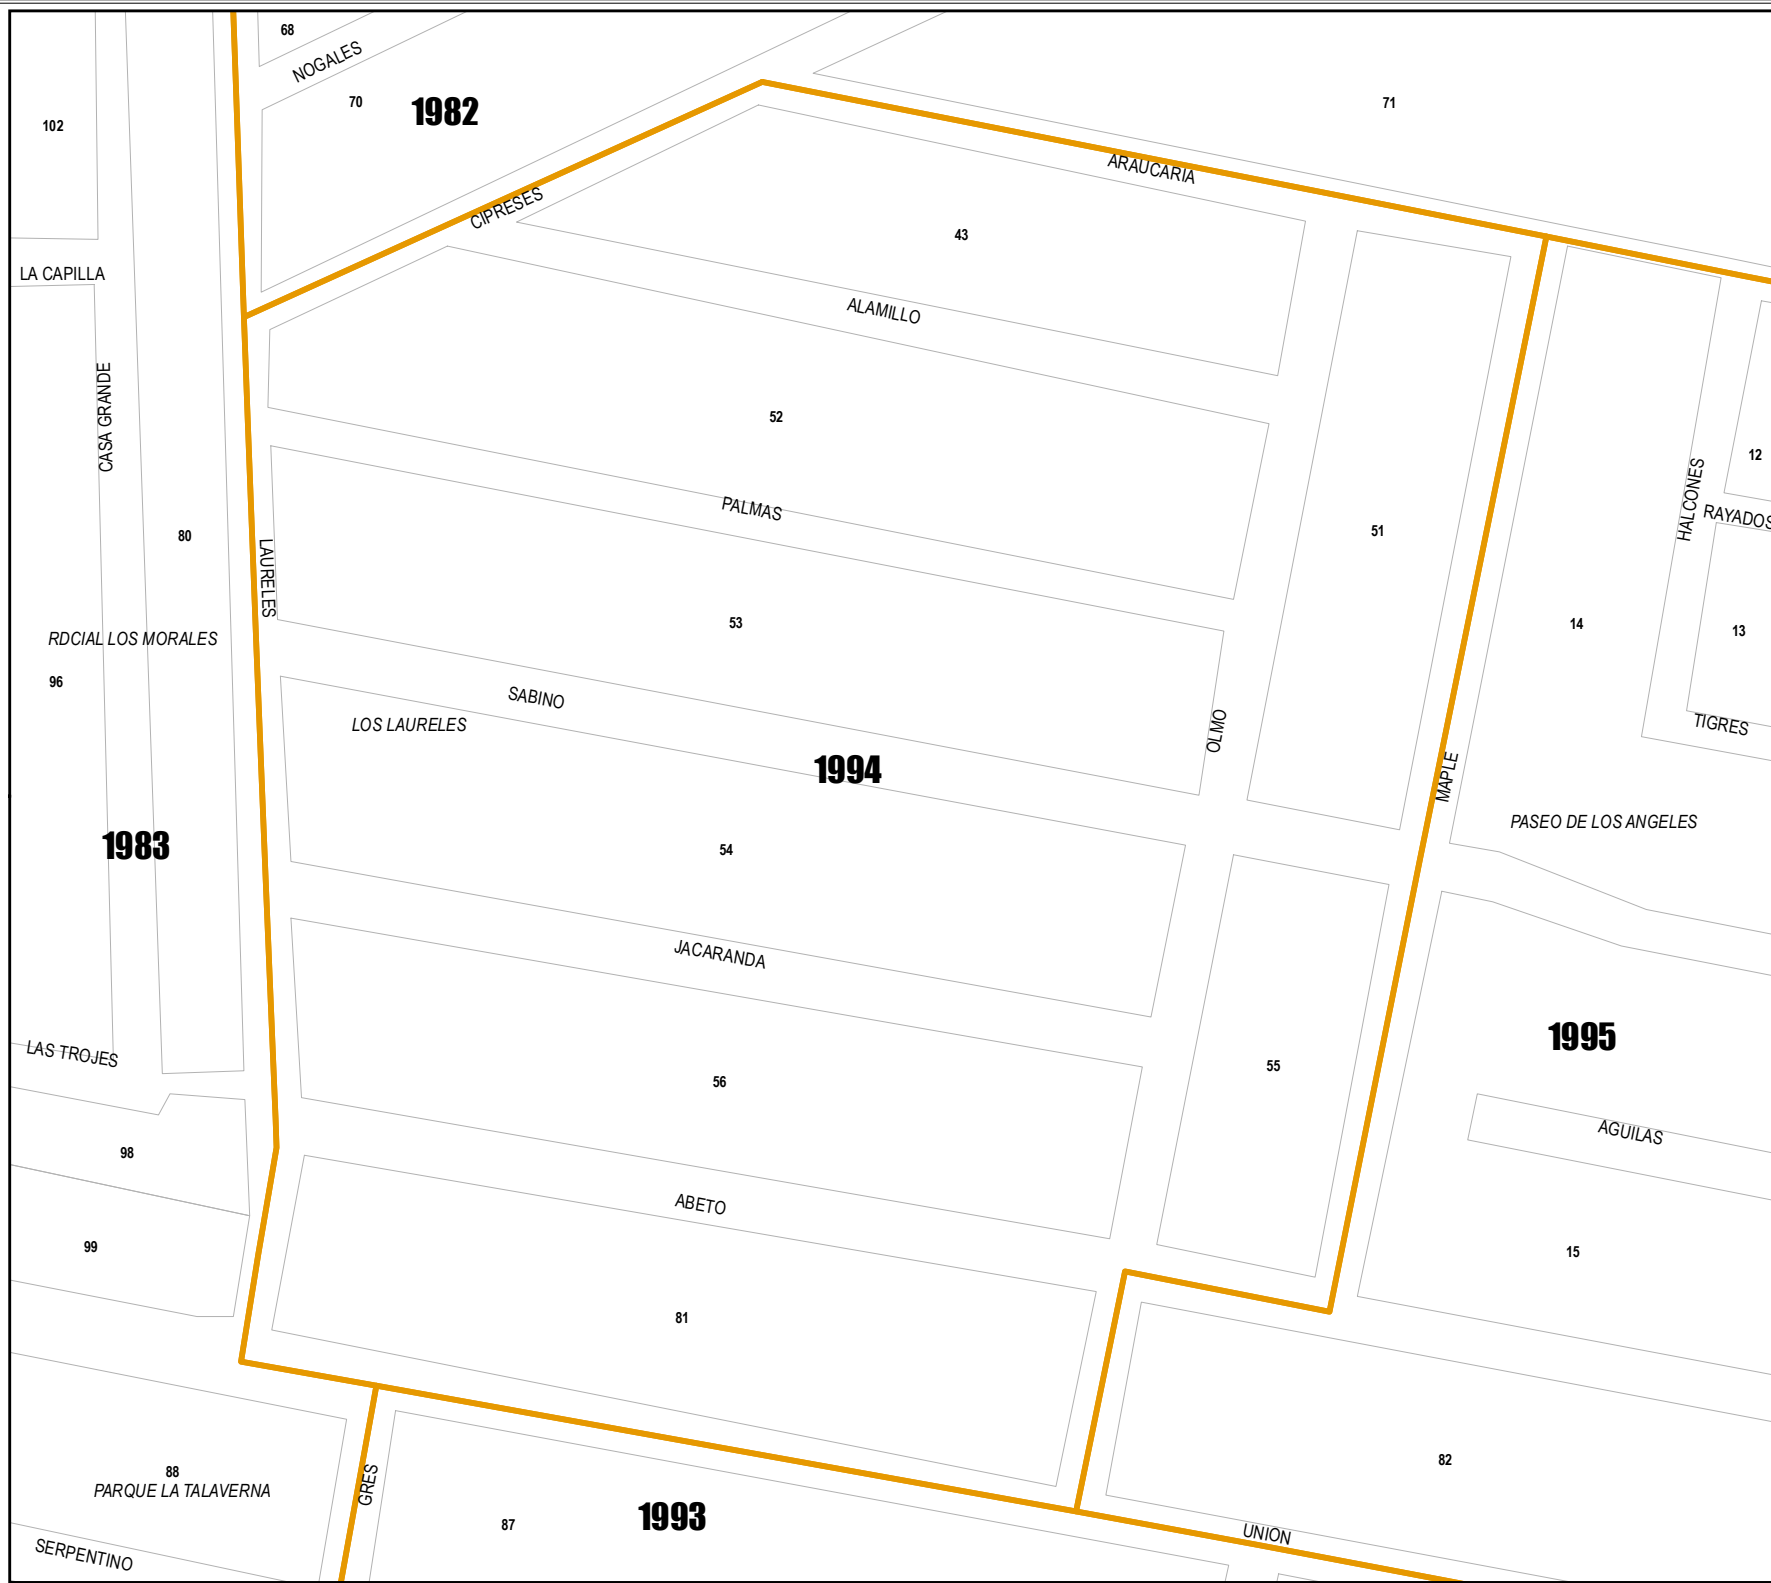 68
NOGALES
70
1982
71
102
ARAUCARIA
CIPRESES
43
LA CAPILLA
ALAMILLO
CASA GRANDE
52
12
HALCONES
PALMAS
RAYADOS
51
80
LAURELES
53
14
13
RDCIAL LOS MORALES
96
SABINO
LOS LAURELES
OLMO
TIGRES
1994
MAPLE
PASEO DE LOS ANGELES
1983
54
JACARANDA
1995
LAS TROJES
55
56
AGUILAS
98
ABETO
99
15
81
82
88
PARQUE LA TALAVERNA
GRES
1993
87
UNION
SERPENTINO